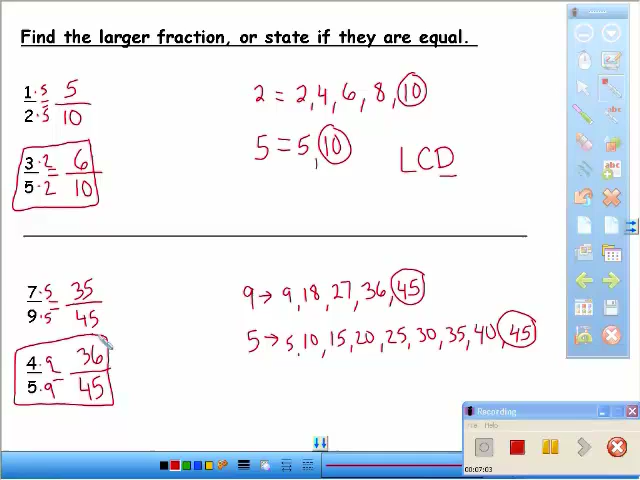 Find the larger fraction, or state if they are equal.
1·5/2·5 = 5/10
2 = 2, 4, 6, 8, 10
5 = 5, 10
LCD
3·2/5·2 = 6/10
7·5/9·5 = 35/45
9 → 9, 18, 27, 36, 45
5 → 5, 10, 15, 20, 25, 30, 35, 40, 45
4·9/5·9 = 36/45
Recording
File Menu Help
00:07:03